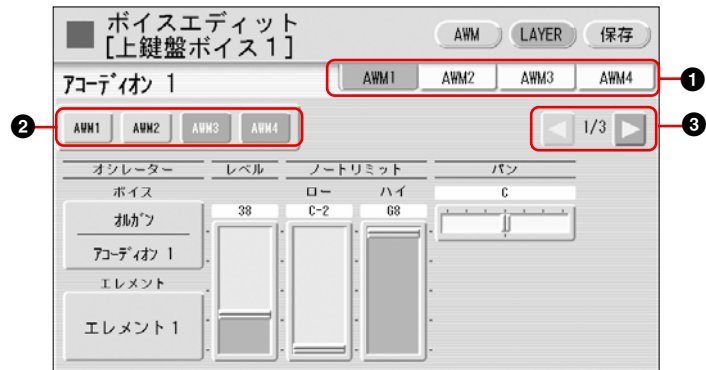 ボイスエディット
[上鍵盤ボイス1]
AWM LAYER 保存
アコーディオン 1
AWM1 AWM2 AWM3 AWM4
❶
❷
AWM1 AWM2 AWM3 AWM4
1/3
❸
オシレーター レベル ノートリミット パン
ボイス ロー ハイ C
38 C-2 G8
オルガン
アコーディオン 1
エレメント
エレメント1